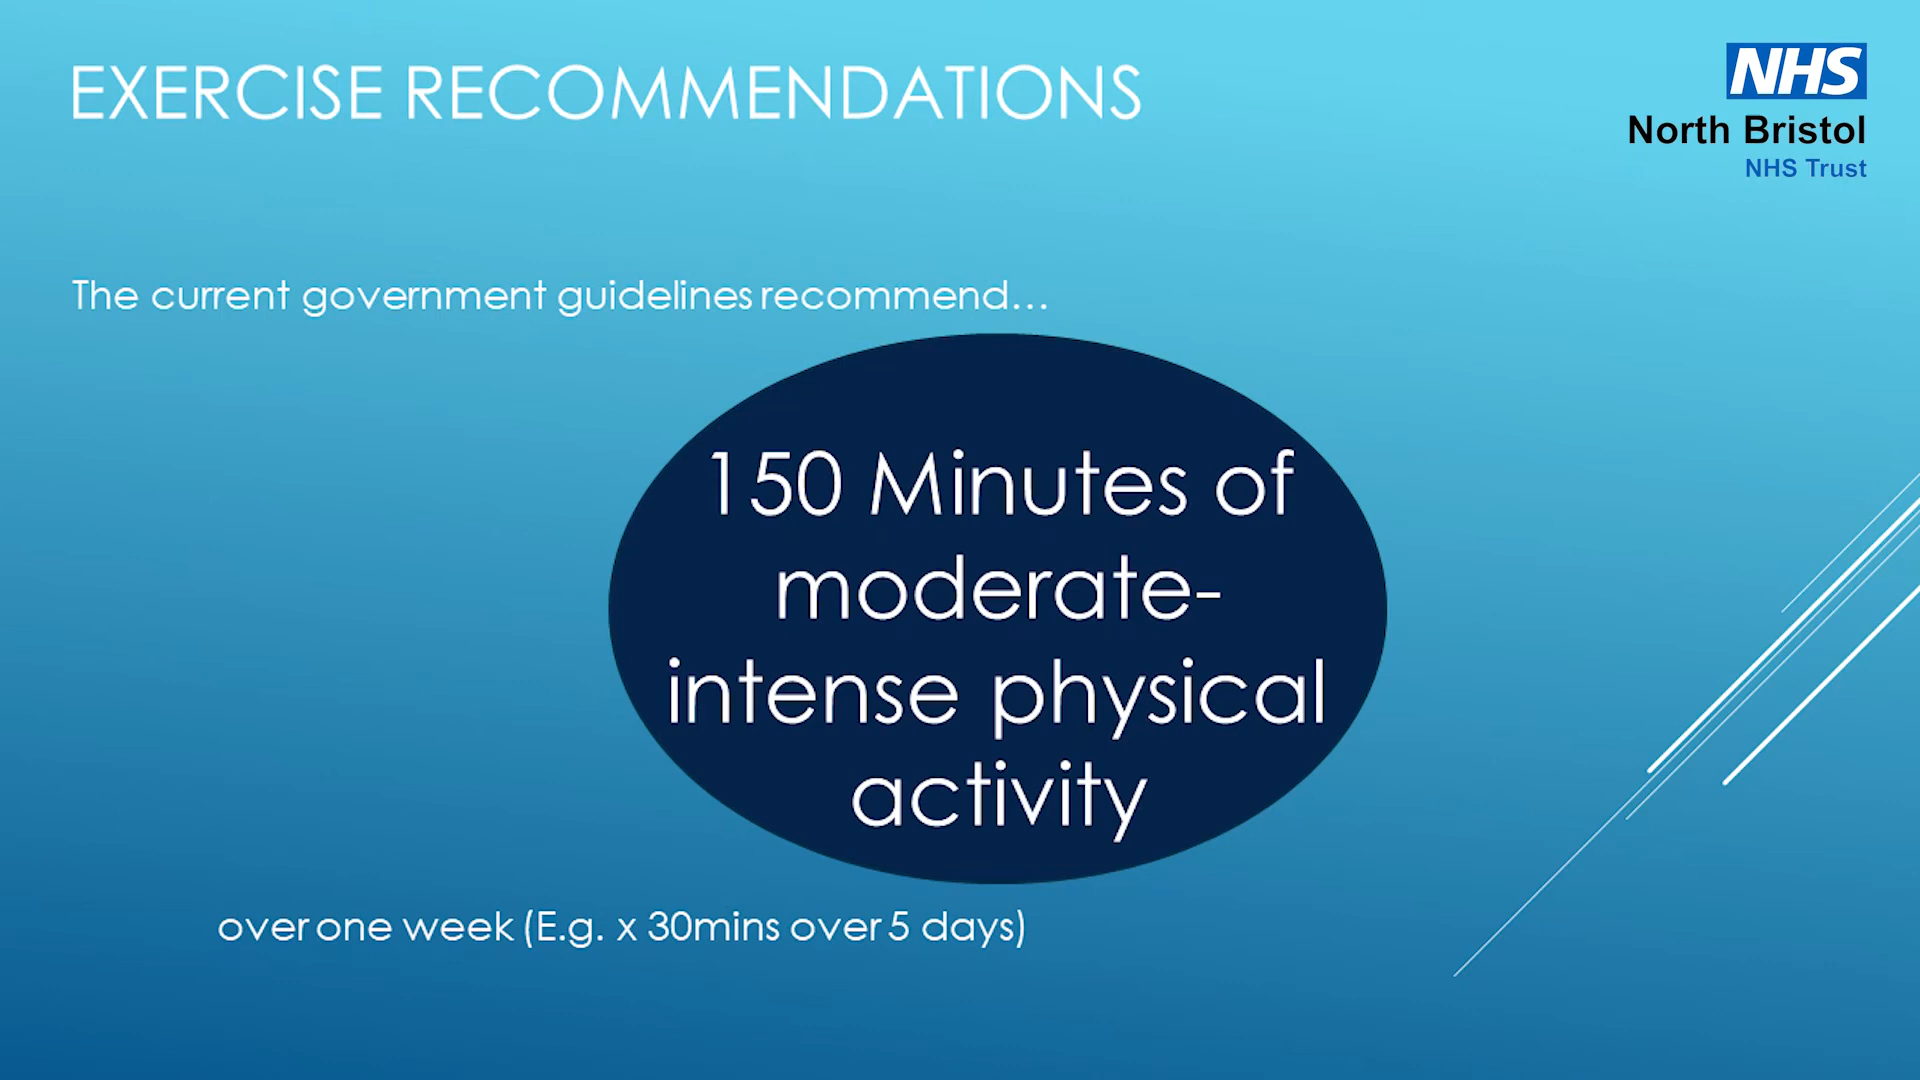 EXERCISE RECOMMENDATIONS
NHS
North Bristol
NHS Trust
The current government guidelines recommend...
150 Minutes of
moderate-
intense physical
activity
over one week (E.g. x 30mins over 5 days)